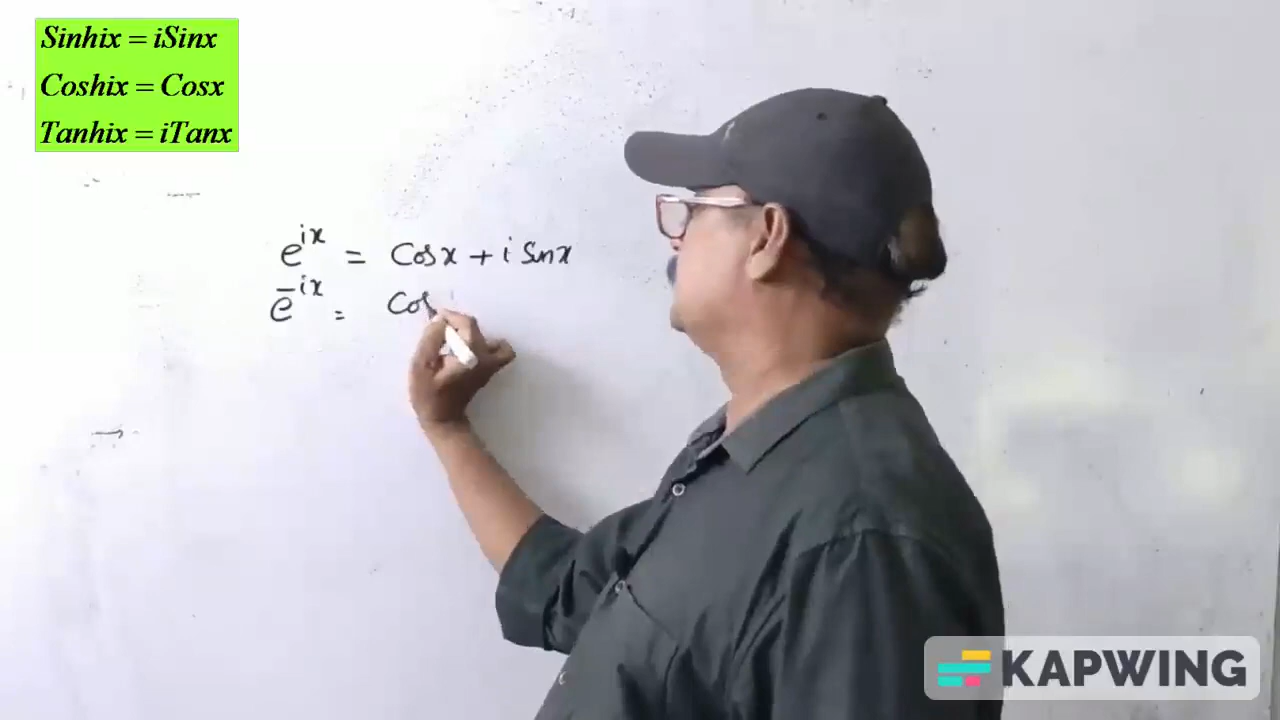 Sinhix = iSinx
Coshix = Cosx
Tanhix = iTanx
e^ix = Cosx + i Sinx
e^-ix = Cos
KAPWING